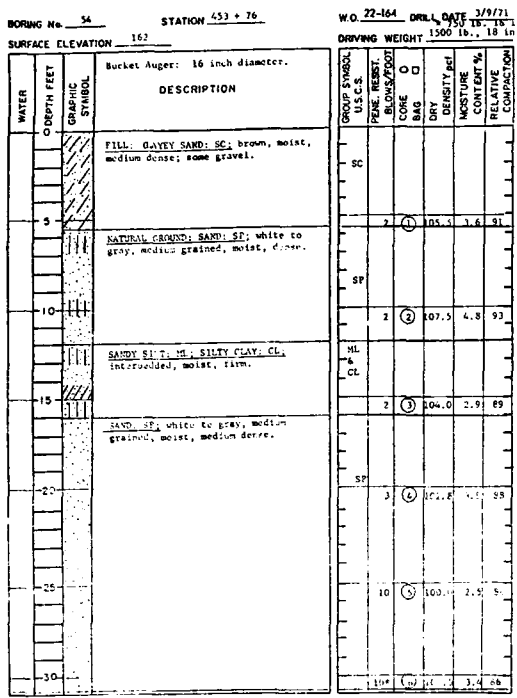 BORING No. 54 STATION 453 + 76
SURFACE ELEVATION 162
W.O. 22-164 DRILL DATE 3/9/71
750 lb., 16 i
DRIVING WEIGHT 1500 lb., 18 in
WATER
DEPTH FEET
GRAPHIC SYMBOL
Bucket Auger: 16 inch diameter.
DESCRIPTION
GROUP SYMBOL U.S.C.S.
PENE. RESIST. BLOWS/FOOT
CORE
BAG
DRY DENSITY pcf
MOISTURE CONTENT %
RELATIVE COMPACTION
0
FILL: CLAYEY SAND: SC; brown, moist,
medium dense; some gravel.
SC
5
2 1 105.5 3.6 91
NATURAL GROUND: SAND: SP; white to
gray, medium grained, moist, dense.
SP
10
2 2 107.5 4.8 93
SANDY SILT: ML; SILTY CLAY: CL;
interbedded, moist, firm.
ML
&
CL
15
2 3 104.0 2.9 89
SAND: SP; white to gray, medium
grained, moist, medium dense.
SP
20
3 4 88
25
10 5 2.5
30
3.4 66